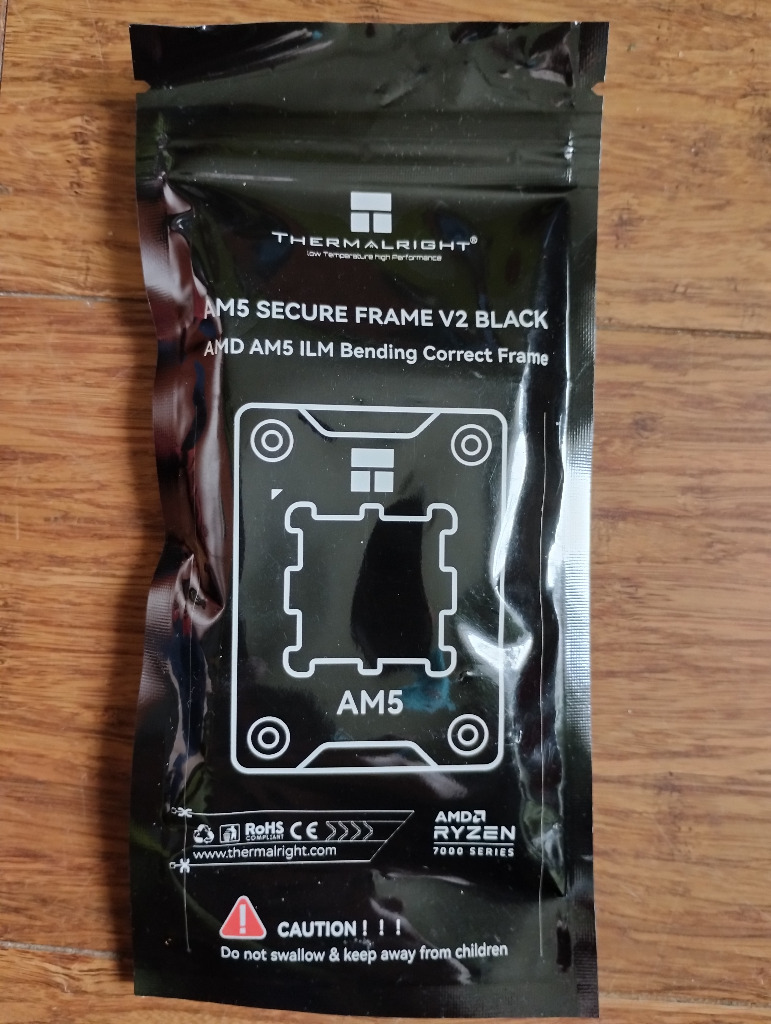 THERMALRIGHT®
Low Temperature high Performance
AM5 SECURE FRAME V2 BLACK
AMD AM5 ILM Bending Correct Frame
AM5
RoHS
COMPLIANT
CE
www.thermalright.com
AMD
RYZEN
7000 SERIES
CAUTION ! ! !
Do not swallow & keep away from children